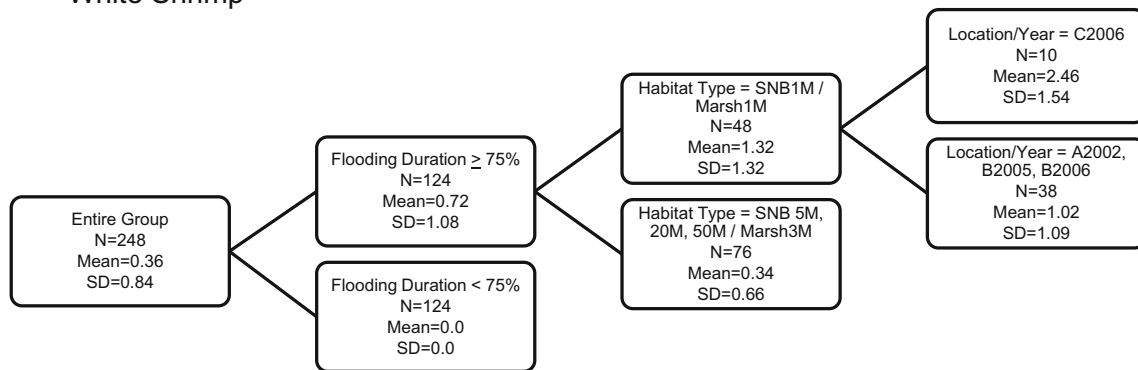 White Shrimp
Entire Group
N=248
Mean=0.36
SD=0.84
Flooding Duration ≥ 75%
N=124
Mean=0.72
SD=1.08
Flooding Duration < 75%
N=124
Mean=0.0
SD=0.0
Habitat Type = SNB1M /
Marsh1M
N=48
Mean=1.32
SD=1.32
Habitat Type = SNB 5M,
20M, 50M / Marsh3M
N=76
Mean=0.34
SD=0.66
Location/Year = C2006
N=10
Mean=2.46
SD=1.54
Location/Year = A2002,
B2005, B2006
N=38
Mean=1.02
SD=1.09